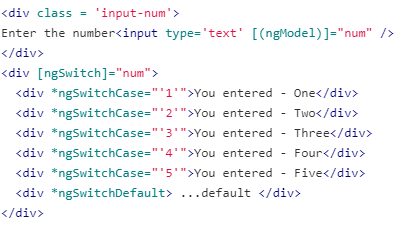 <div class = 'input-num'>
Enter the number<input type='text' [(ngModel)]="num" />
</div>
<div [ngSwitch]="num">
  <div *ngSwitchCase="'1'">You entered - One</div>
  <div *ngSwitchCase="'2'">You entered - Two</div>
  <div *ngSwitchCase="'3'">You entered - Three</div>
  <div *ngSwitchCase="'4'">You entered - Four</div>
  <div *ngSwitchCase="'5'">You entered - Five</div>
  <div *ngSwitchDefault> ...default </div>
</div>